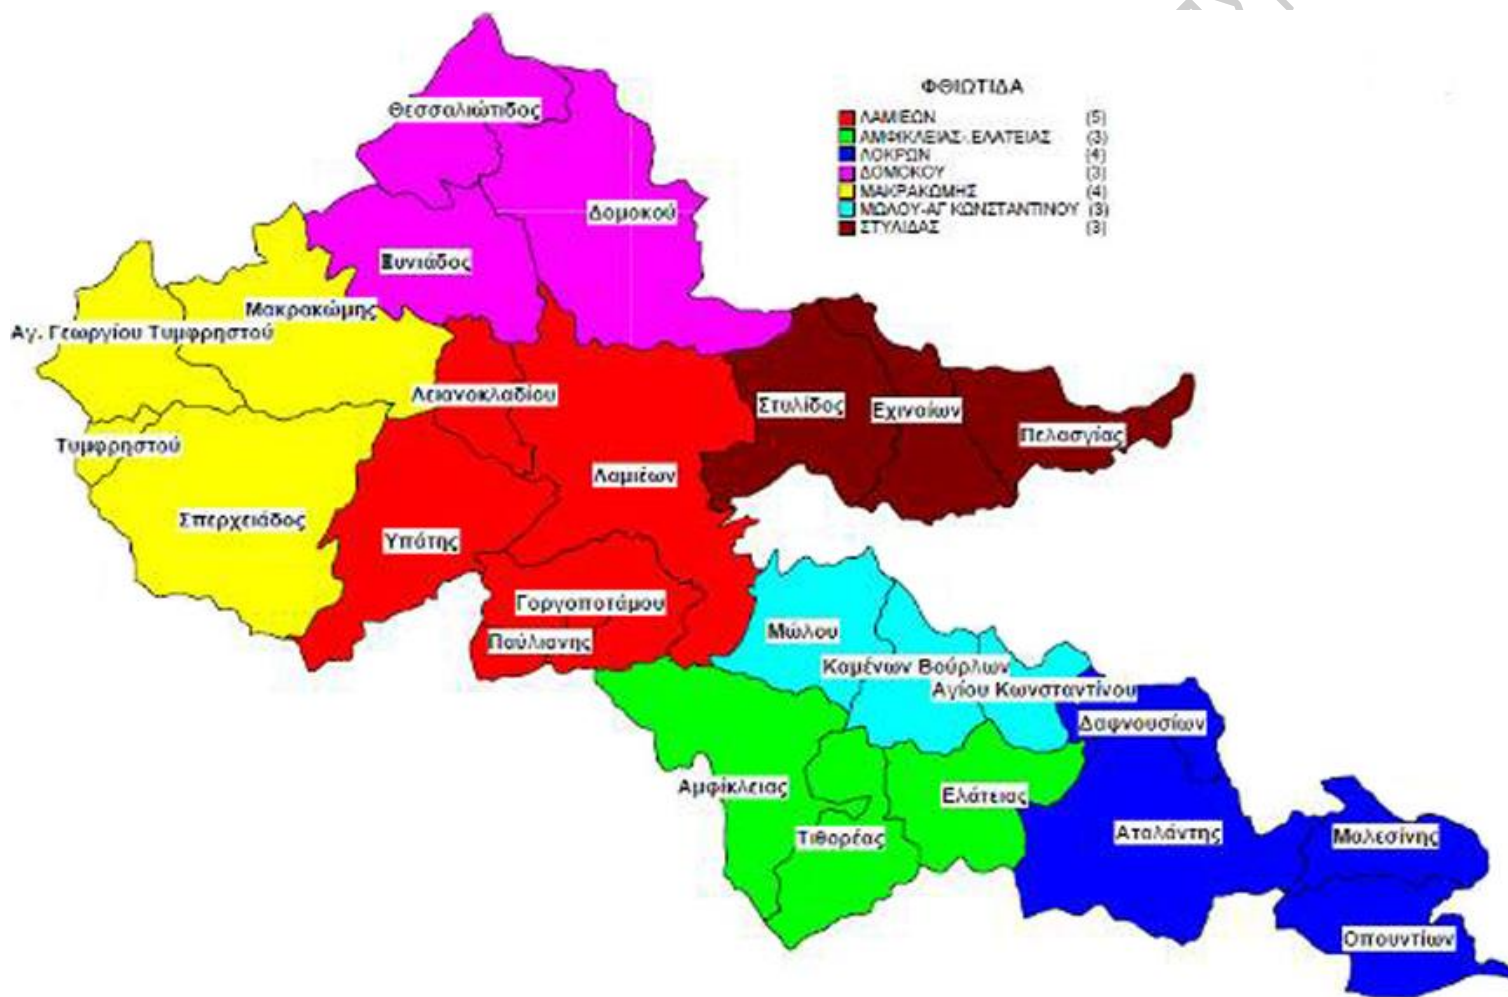 Θεσσαλιώτιδος
ΦΘΙΩΤΙΔΑ
ΛΑΜΙΕΩΝ (5)
ΑΜΦΙΚΛΕΙΑΣ-.ΕΛΑΤΕΙΑΣ (3)
ΛΟΚΡΩΝ (4)
ΔΟΜΟΚΟΥ (3)
ΜΑΚΡΑΚΩΜΗΣ (4)
ΜΩΛΟΥ-ΑΓ ΚΩΝΣΤΑΝΤΙΝΟΥ (3)
ΣΤΥΛΙΔΑΣ (3)
Δομοκού
Ξυνιάδος
Μακρακώμης
Αγ. Γεωργίου Τυμφρηστού
Λειανοκλαδίου
Στυλίδος
Εχιναίων
Πελασγίας
Τυμφρηστού
Λαμιέων
Σπερχειάδος
Υπάτης
Γοργοποτάμου
Παύλιανης
Μώλου
Καμένων Βούρλων
Αγίου Κωνσταντίνου
Δαφνουσίων
Αμφίκλειας
Ελάτειας
Τιθορέας
Αταλάντης
Μαλεσίνης
Οπουντίων